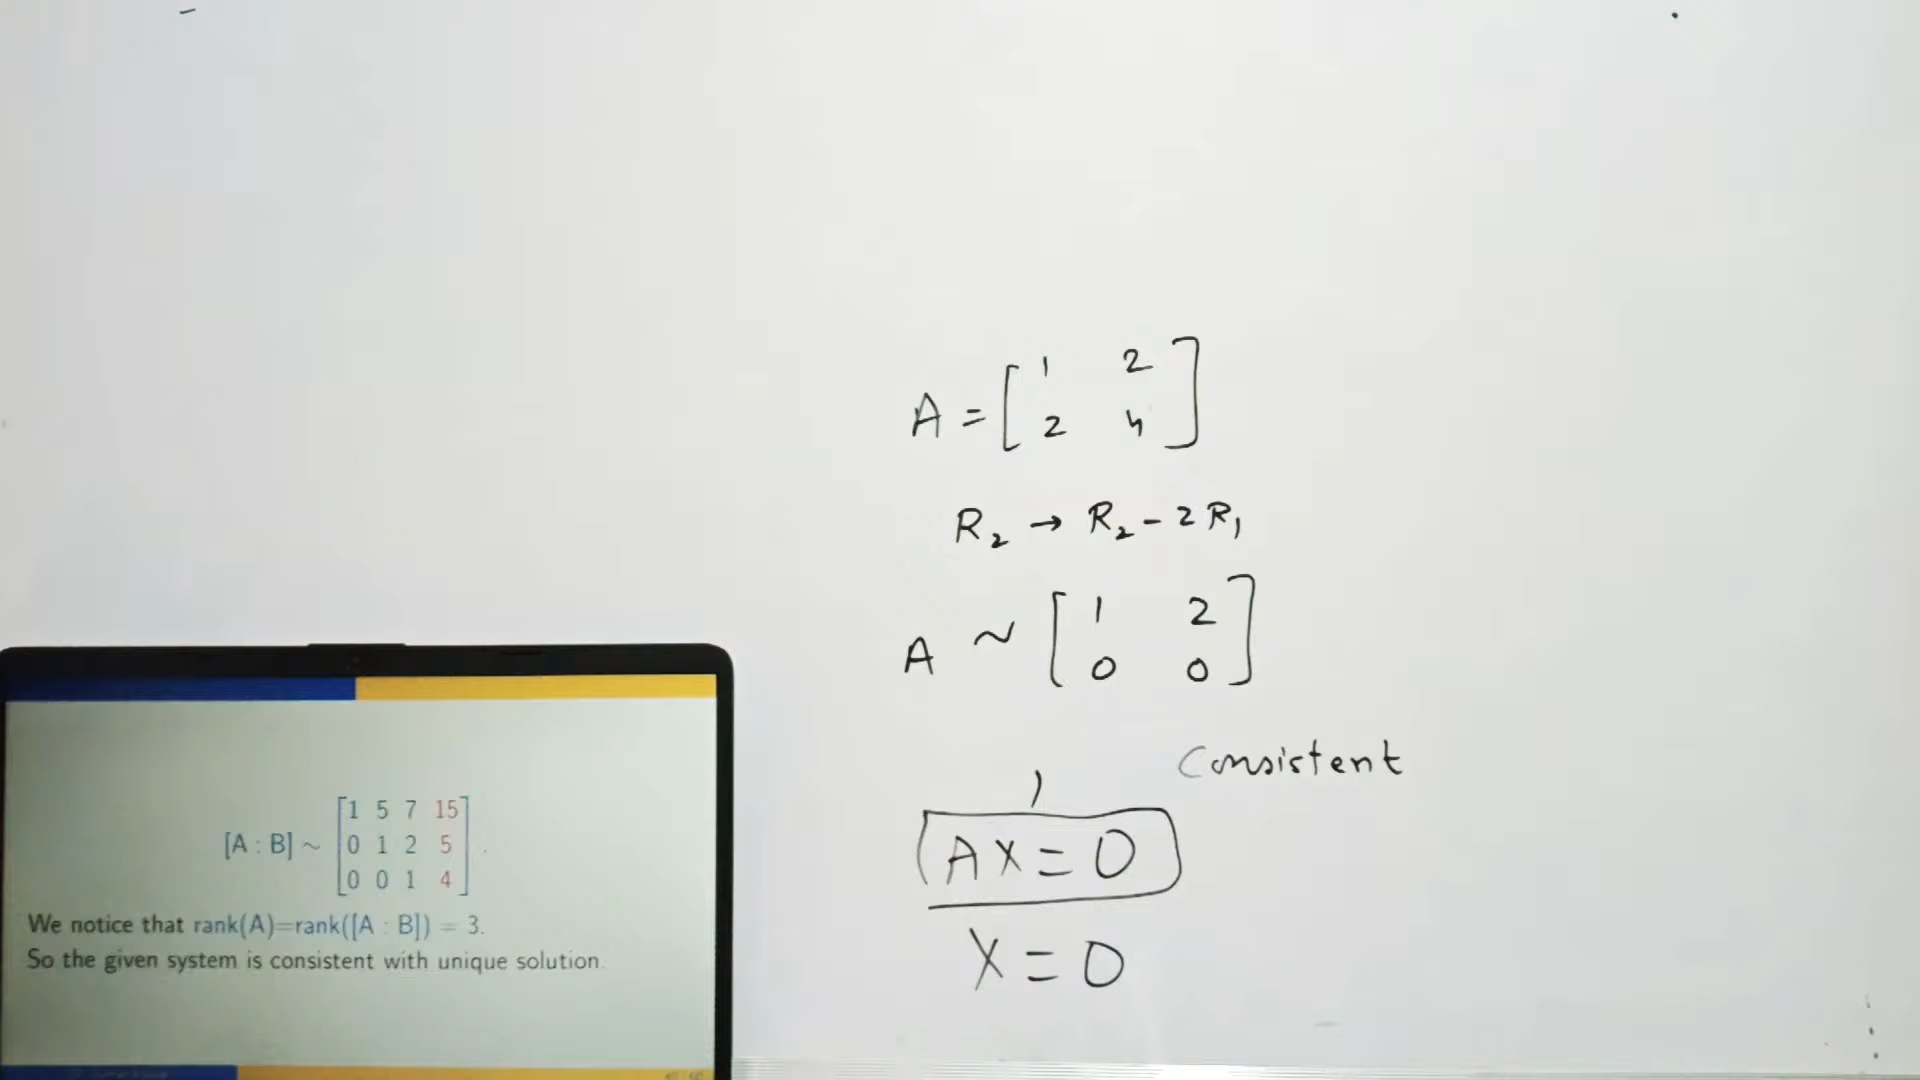 A = [ 1 2
2 4 ]
R₂ → R₂ - 2R₁
A ~ [ 1 2
0 0 ]
Consistent
AX = 0
X = 0
[A : B] ~ [1 5 7 15
0 1 2 5
0 0 1 4] .
We notice that rank(A)=rank([A : B]) = 3.
So the given system is consistent with unique solution.